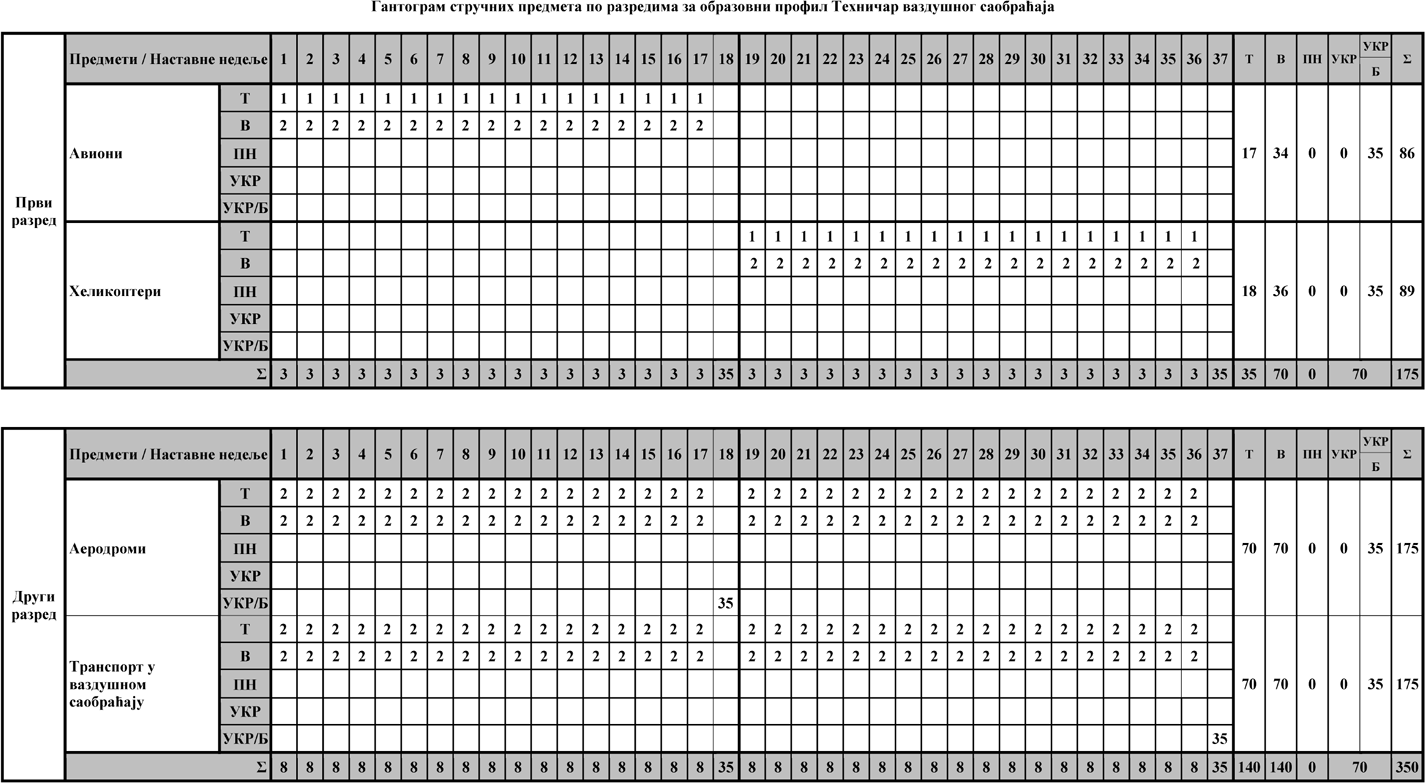 Гантограм стручних предмета по разредима за образовни профил Техничар ваздушног саобраћаја
Први разред
Предмети / Наставне недеље 1 2 3 4 5 6 7 8 9 10 11 12 13 14 15 16 17 18 19 20 21 22 23 24 25 26 27 28 29 30 31 32 33 34 35 36 37 Т В ПН УКР УКР Б Σ
Авиони 17 34 0 0 35 86
Т 1 1 1 1 1 1 1 1 1 1 1 1 1 1 1 1 1
В 2 2 2 2 2 2 2 2 2 2 2 2 2 2 2 2 2
ПН
УКР
УКР/Б
Хеликоптери 18 36 0 0 35 89
Т 1 1 1 1 1 1 1 1 1 1 1 1 1 1 1 1 1 1
В 2 2 2 2 2 2 2 2 2 2 2 2 2 2 2 2 2 2
ПН
УКР
УКР/Б
Σ 3 3 3 3 3 3 3 3 3 3 3 3 3 3 3 3 3 35 3 3 3 3 3 3 3 3 3 3 3 3 3 3 3 3 3 3 35 35 70 0 70 175
Други разред
Предмети / Наставне недеље 1 2 3 4 5 6 7 8 9 10 11 12 13 14 15 16 17 18 19 20 21 22 23 24 25 26 27 28 29 30 31 32 33 34 35 36 37 Т В ПН УКР УКР Б Σ
Аеродроми 70 70 0 0 35 175
Т 2 2 2 2 2 2 2 2 2 2 2 2 2 2 2 2 2 2 2 2 2 2 2 2 2 2 2 2 2 2 2 2 2 2 2
В 2 2 2 2 2 2 2 2 2 2 2 2 2 2 2 2 2 2 2 2 2 2 2 2 2 2 2 2 2 2 2 2 2 2 2
ПН
УКР
УКР/Б 35
Транспорт у
ваздушном
саобраћају 70 70 0 0 35 175
Т 2 2 2 2 2 2 2 2 2 2 2 2 2 2 2 2 2 2 2 2 2 2 2 2 2 2 2 2 2 2 2 2 2 2 2
В 2 2 2 2 2 2 2 2 2 2 2 2 2 2 2 2 2 2 2 2 2 2 2 2 2 2 2 2 2 2 2 2 2 2 2
ПН
УКР
УКР/Б 35
Σ 8 8 8 8 8 8 8 8 8 8 8 8 8 8 8 8 8 35 8 8 8 8 8 8 8 8 8 8 8 8 8 8 8 8 8 8 35 140 140 0 70 350